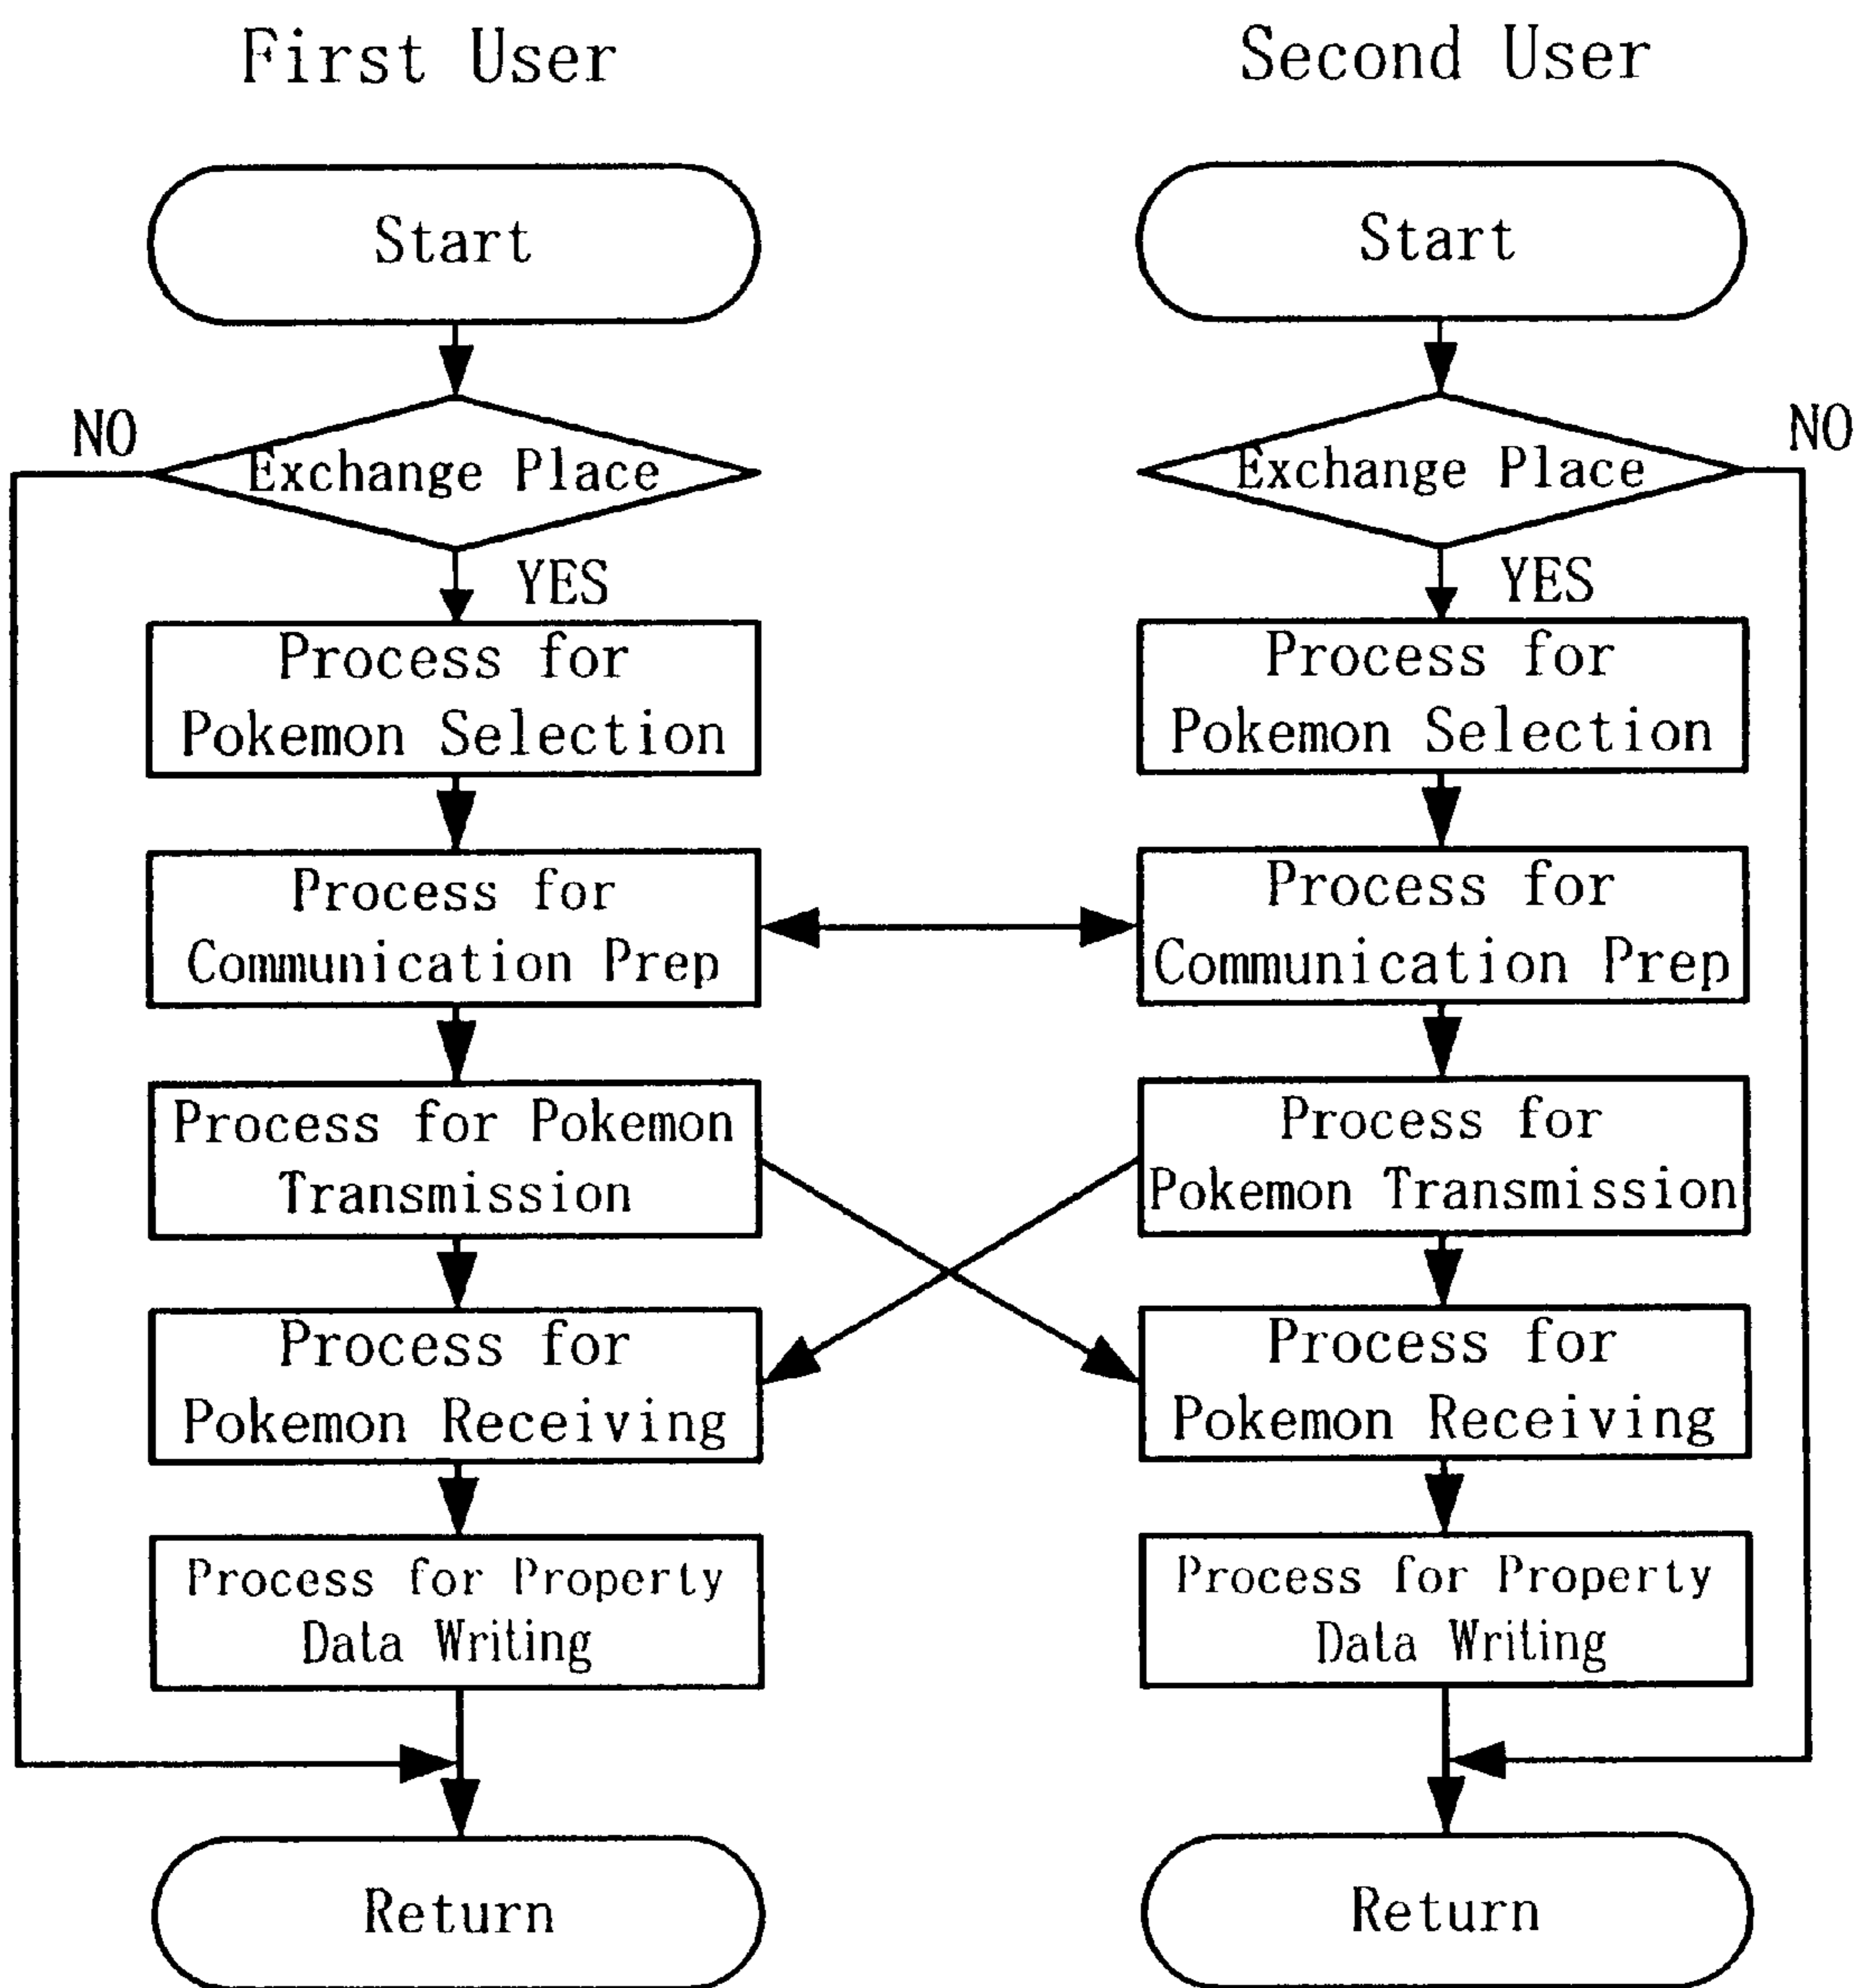 First User
Start
NO
Exchange Place
YES
Process for
Pokemon Selection
Process for
Communication Prep
Process for Pokemon
Transmission
Process for
Pokemon Receiving
Process for Property
Data Writing
Return
Second User
Start
NO
Exchange Place
YES
Process for
Pokemon Selection
Process for
Communication Prep
Process for
Pokemon Transmission
Process for
Pokemon Receiving
Process for Property
Data Writing
Return